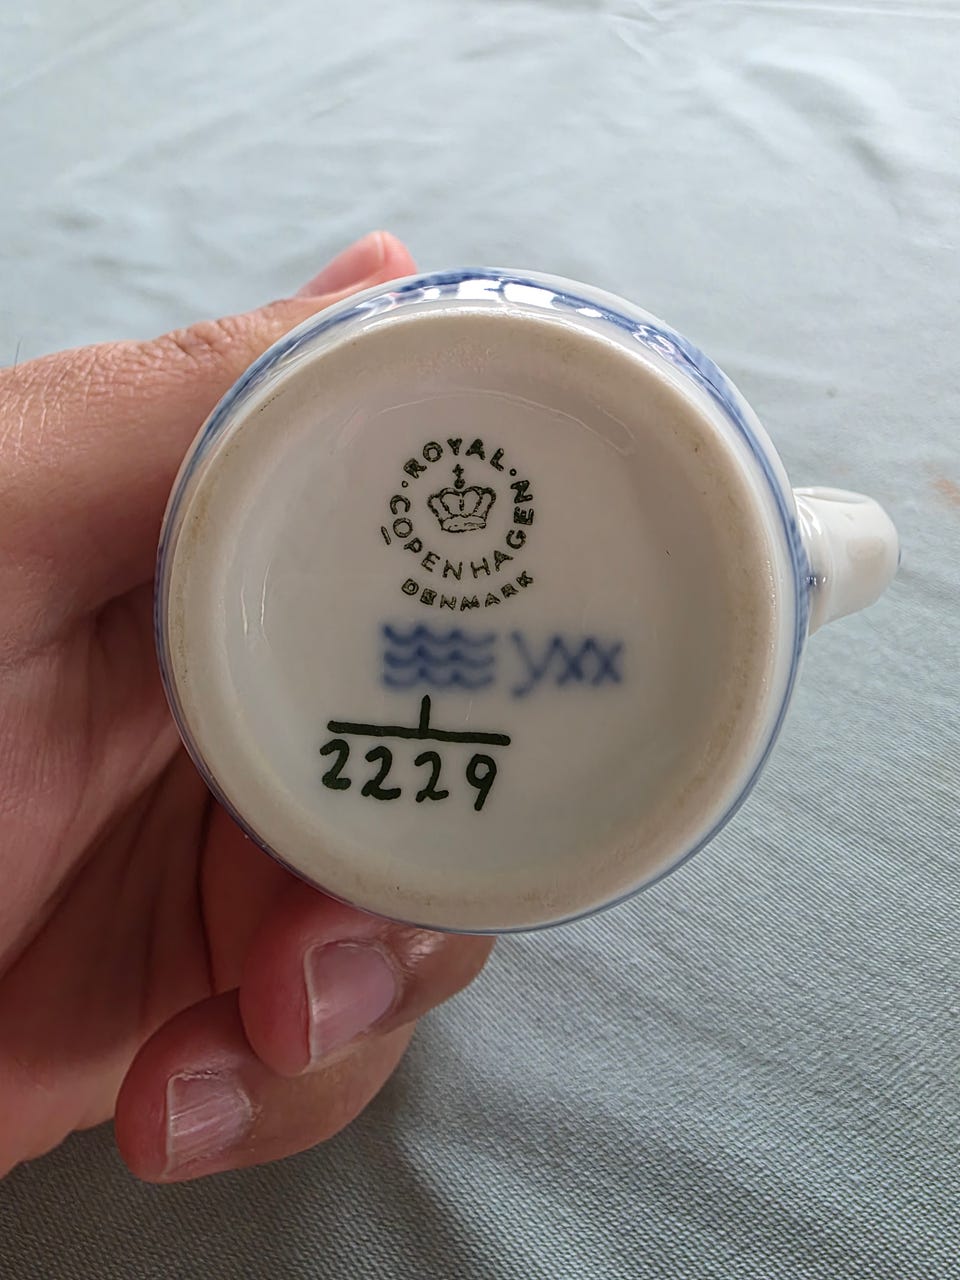 ROYAL
COPENHAGEN
DENMARK
yxx
1
2229